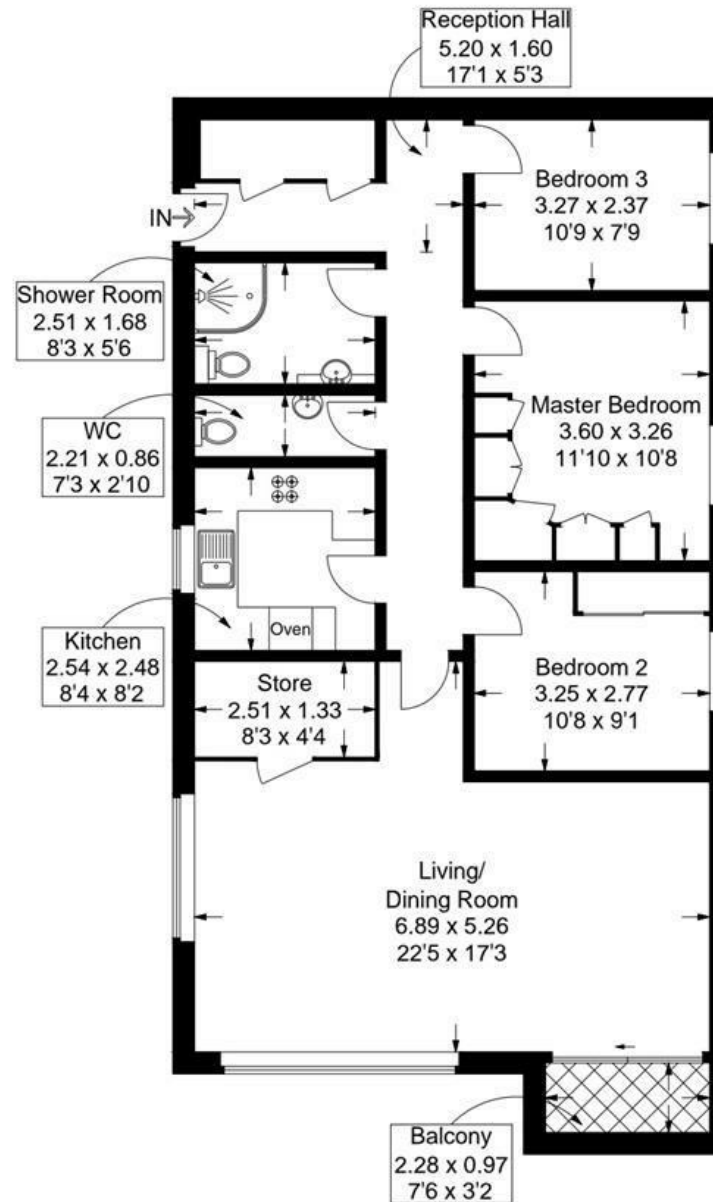 Reception Hall
5.20 x 1.60
17'1 x 5'3
Bedroom 3
3.27 x 2.37
10'9 x 7'9
IN
Shower Room
2.51 x 1.68
8'3 x 5'6
Master Bedroom
3.60 x 3.26
11'10 x 10'8
WC
2.21 x 0.86
7'3 x 2'10
Kitchen
2.54 x 2.48
8'4 x 8'2
Oven
Bedroom 2
3.25 x 2.77
10'8 x 9'1
Store
2.51 x 1.33
8'3 x 4'4
Living/
Dining Room
6.89 x 5.26
22'5 x 17'3
Balcony
2.28 x 0.97
7'6 x 3'2